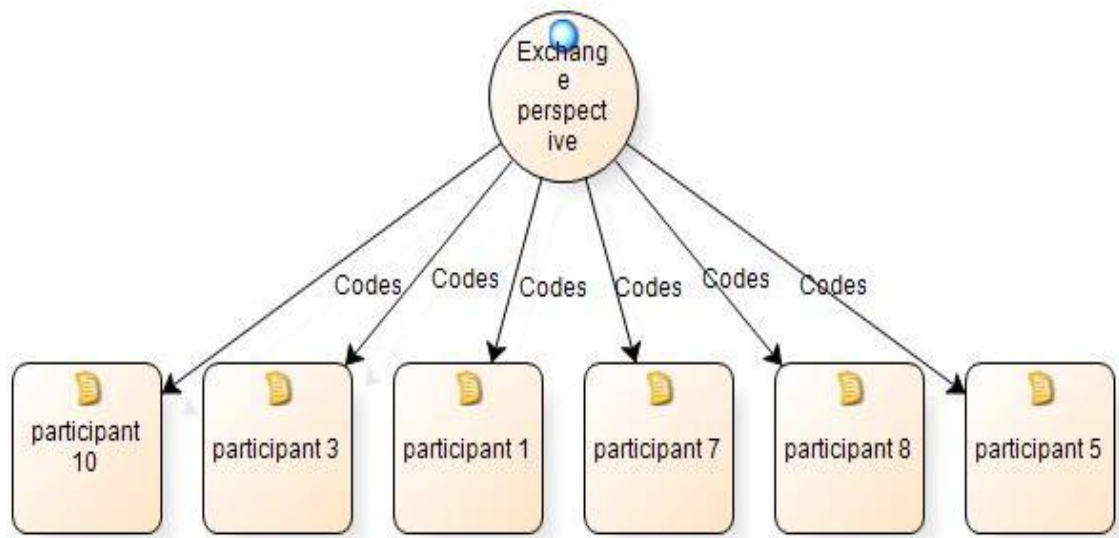 Exchang
e
perspect
ive
Codes
Codes
Codes
Codes
Codes
Codes
participant
10
participant 3
participant 1
participant 7
participant 8
participant 5